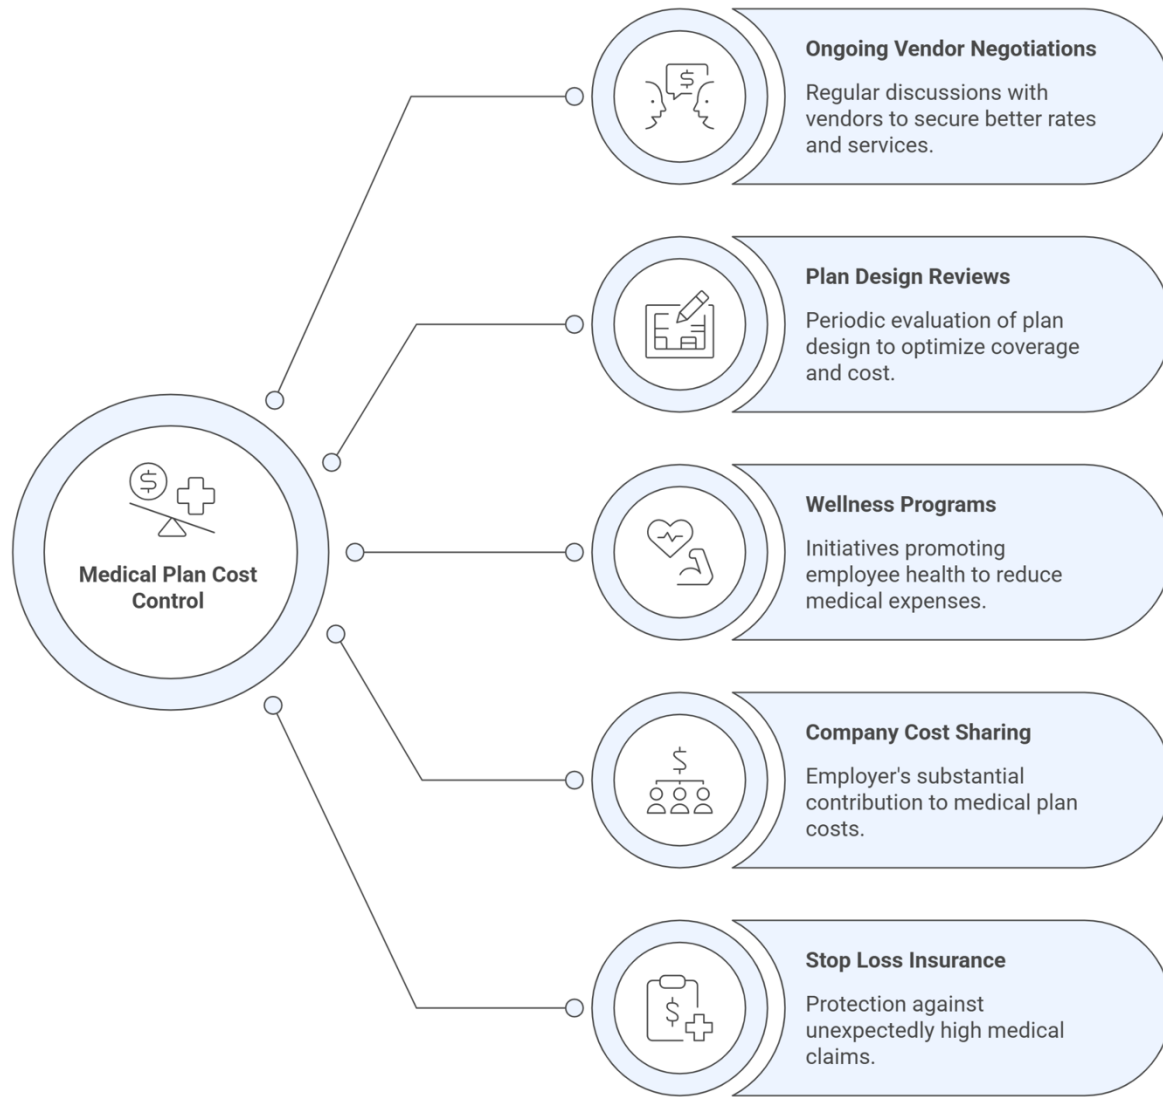 Ongoing Vendor Negotiations
Regular discussions with
vendors to secure better rates
and services.
Plan Design Reviews
Periodic evaluation of plan
design to optimize coverage
and cost.
Medical Plan Cost
Control
Wellness Programs
Initiatives promoting
employee health to reduce
medical expenses.
Company Cost Sharing
Employer's substantial
contribution to medical plan
costs.
Stop Loss Insurance
Protection against
unexpectedly high medical
claims.